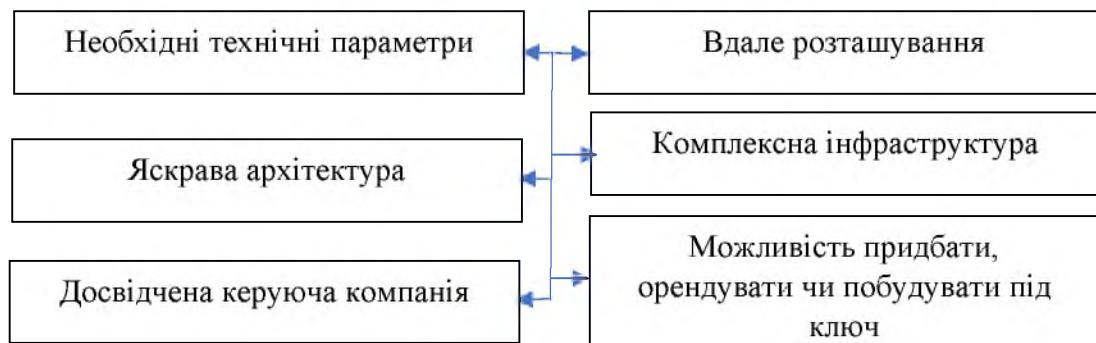 Необхідні технічні параметри
Вдале розташування
Яскрава архітектура
Комплексна інфраструктура
Досвідчена керуюча компанія
Можливість придбати,
орендувати чи побудувати під
ключ